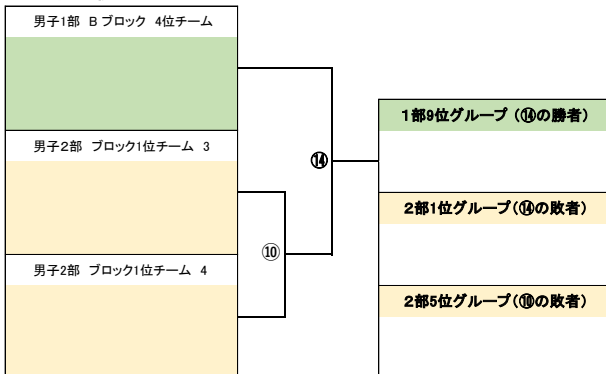 男子1部 B ブロック 4位チーム
男子2部 ブロック1位チーム 3
男子2部 ブロック1位チーム 4
⑩
⑭
1部9位グループ (⑭の勝者)
2部1位グループ(⑭の敗者)
2部5位グループ(⑩の敗者)